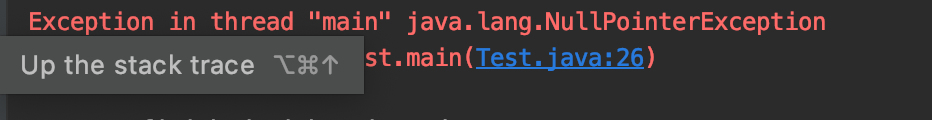 Exception in thread "main" java.lang.NullPointerException
st.main(Test.java:26)
Up the stack trace ⌥⌘↑